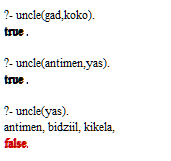 ?- uncle(gad,koko).
true .
?- uncle(antimen,yas).
true .
?- uncle(yas).
antimen, bidziil, kikela,
false.